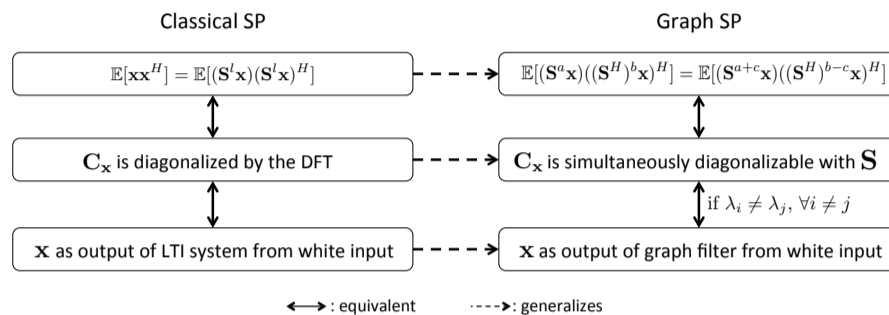 Classical SP Graph SP
𝔼[𝐱𝐱^H] = 𝔼[(𝐒^l𝐱)(𝐒^l𝐱)^H] 𝔼[(𝐒^a𝐱)((𝐒^H)^b𝐱)^H] = 𝔼[(𝐒^{a+c}𝐱)((𝐒^H)^{b−c}𝐱)^H]
𝐂_𝐱 is diagonalized by the DFT 𝐂_𝐱 is simultaneously diagonalizable with 𝐒
if λ_i ≠ λ_j, ∀i ≠ j
𝐱 as output of LTI system from white input 𝐱 as output of graph filter from white input
: equivalent : generalizes